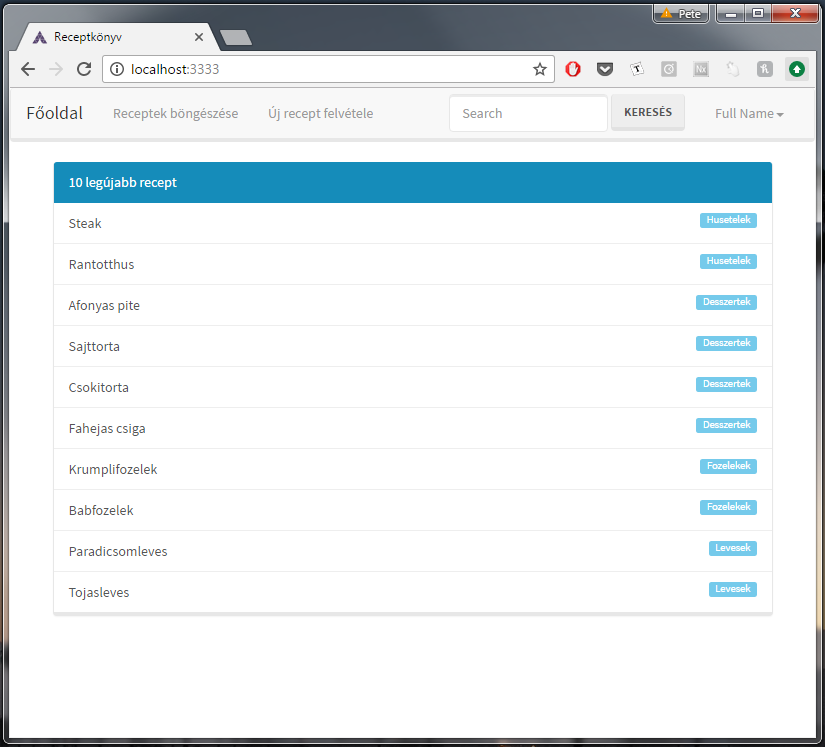 Pete
Receptkönyv
localhost:3333
Főoldal Receptek böngészése Új recept felvétele Search KERESÉS Full Name
10 legújabb recept
Steak Husetelek
Rantotthus Husetelek
Afonyas pite Desszertek
Sajttorta Desszertek
Csokitorta Desszertek
Fahejas csiga Desszertek
Krumplifozelek Fozelekek
Babfozelek Fozelekek
Paradicsomleves Levesek
Tojasleves Levesek